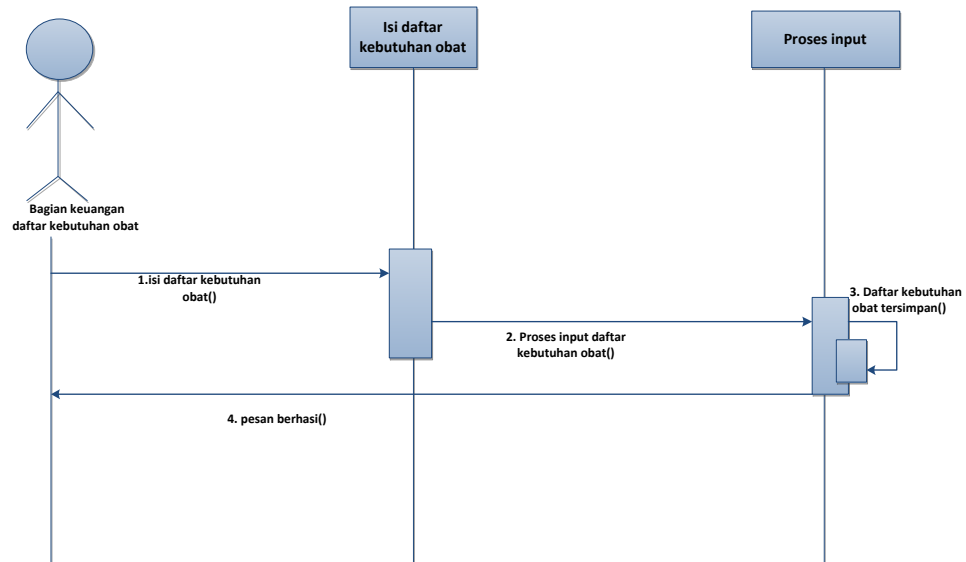 Isi daftar
kebutuhan obat
Proses input
Bagian keuangan
daftar kebutuhan obat
1.isi daftar kebutuhan
obat()
2. Proses input daftar
kebutuhan obat()
3. Daftar kebutuhan
obat tersimpan()
4. pesan berhasi()